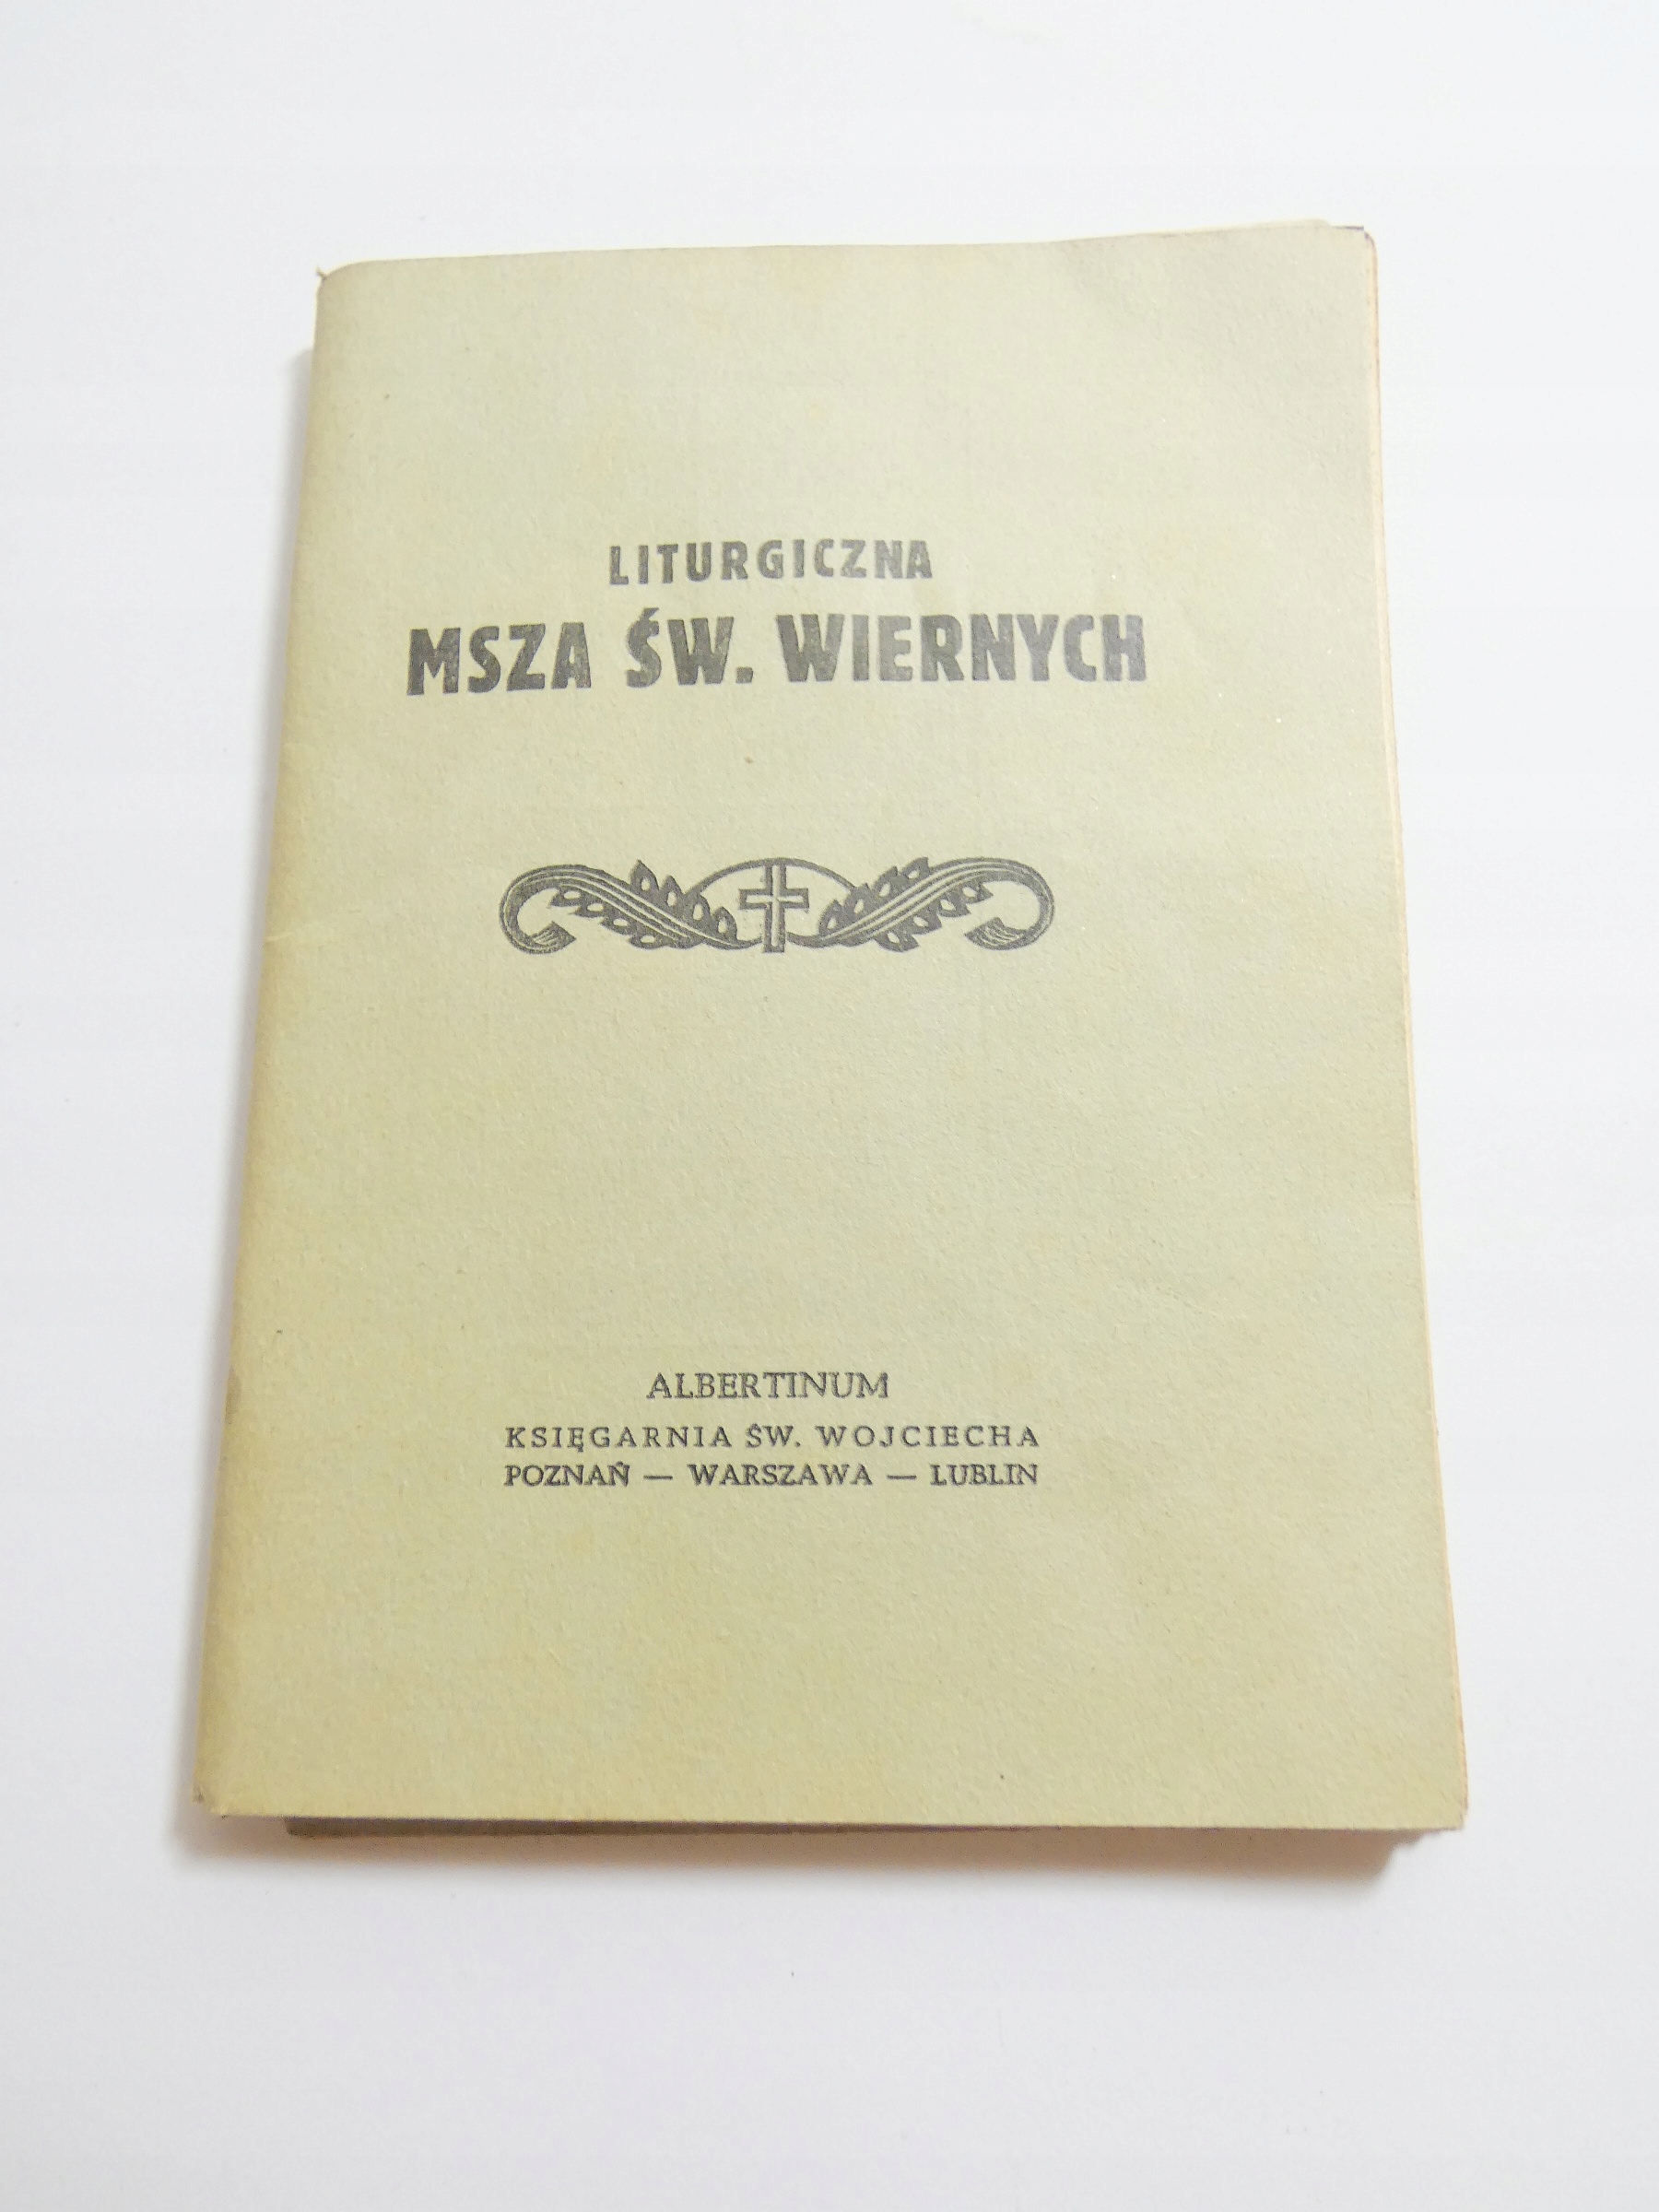 LITURGICZNA
MSZA ŚW. WIERNYCH
ALBERTINUM
KSIĘGARNIA ŚW. WOJCIECHA
POZNAŃ — WARSZAWA — LUBLIN